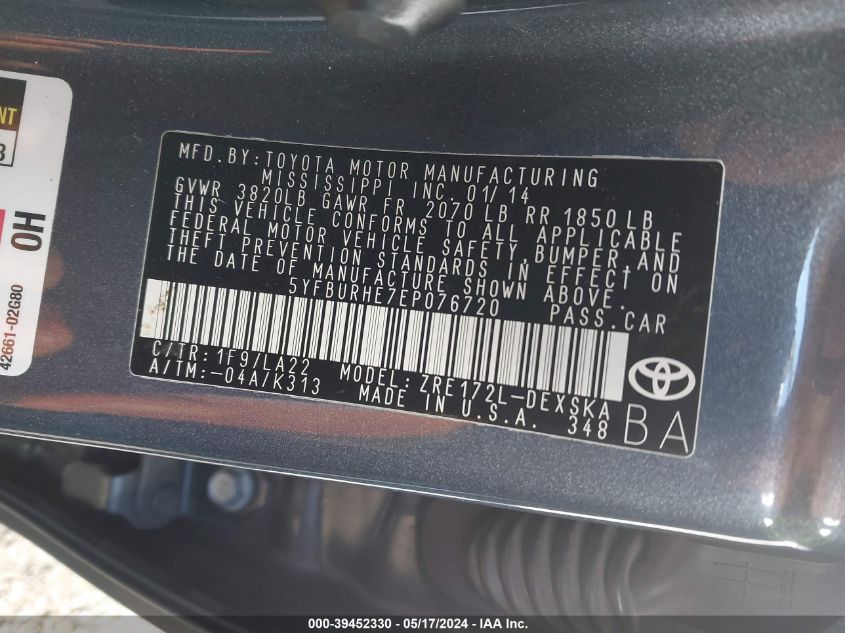 MFD.BY:TOYOTA MOTOR MANUFACTURING
MISSISSIPPI INC. 01/14
GVWR 3820LB GAWR FR 2070 LB RR 1850 LB
THIS VEHICLE CONFORMS TO ALL APPLICABLE
FEDERAL MOTOR VEHICLE SAFETY, BUMPER, AND
THEFT PREVENTION STANDARDS IN EFFECT ON
THE DATE OF MANUFACTURE SHOWN ABOVE.
5YFBURHE7EP076720 PASS.CAR
C/TR:1F9/LA22 MODEL: ZRE172L-DEXSKA
A/TM:-04A/K313 MADE IN U.S.A. 348
BA
NT
3
HO
42661-02G80
000-39452330 - 05/17/2024 - IAA Inc.